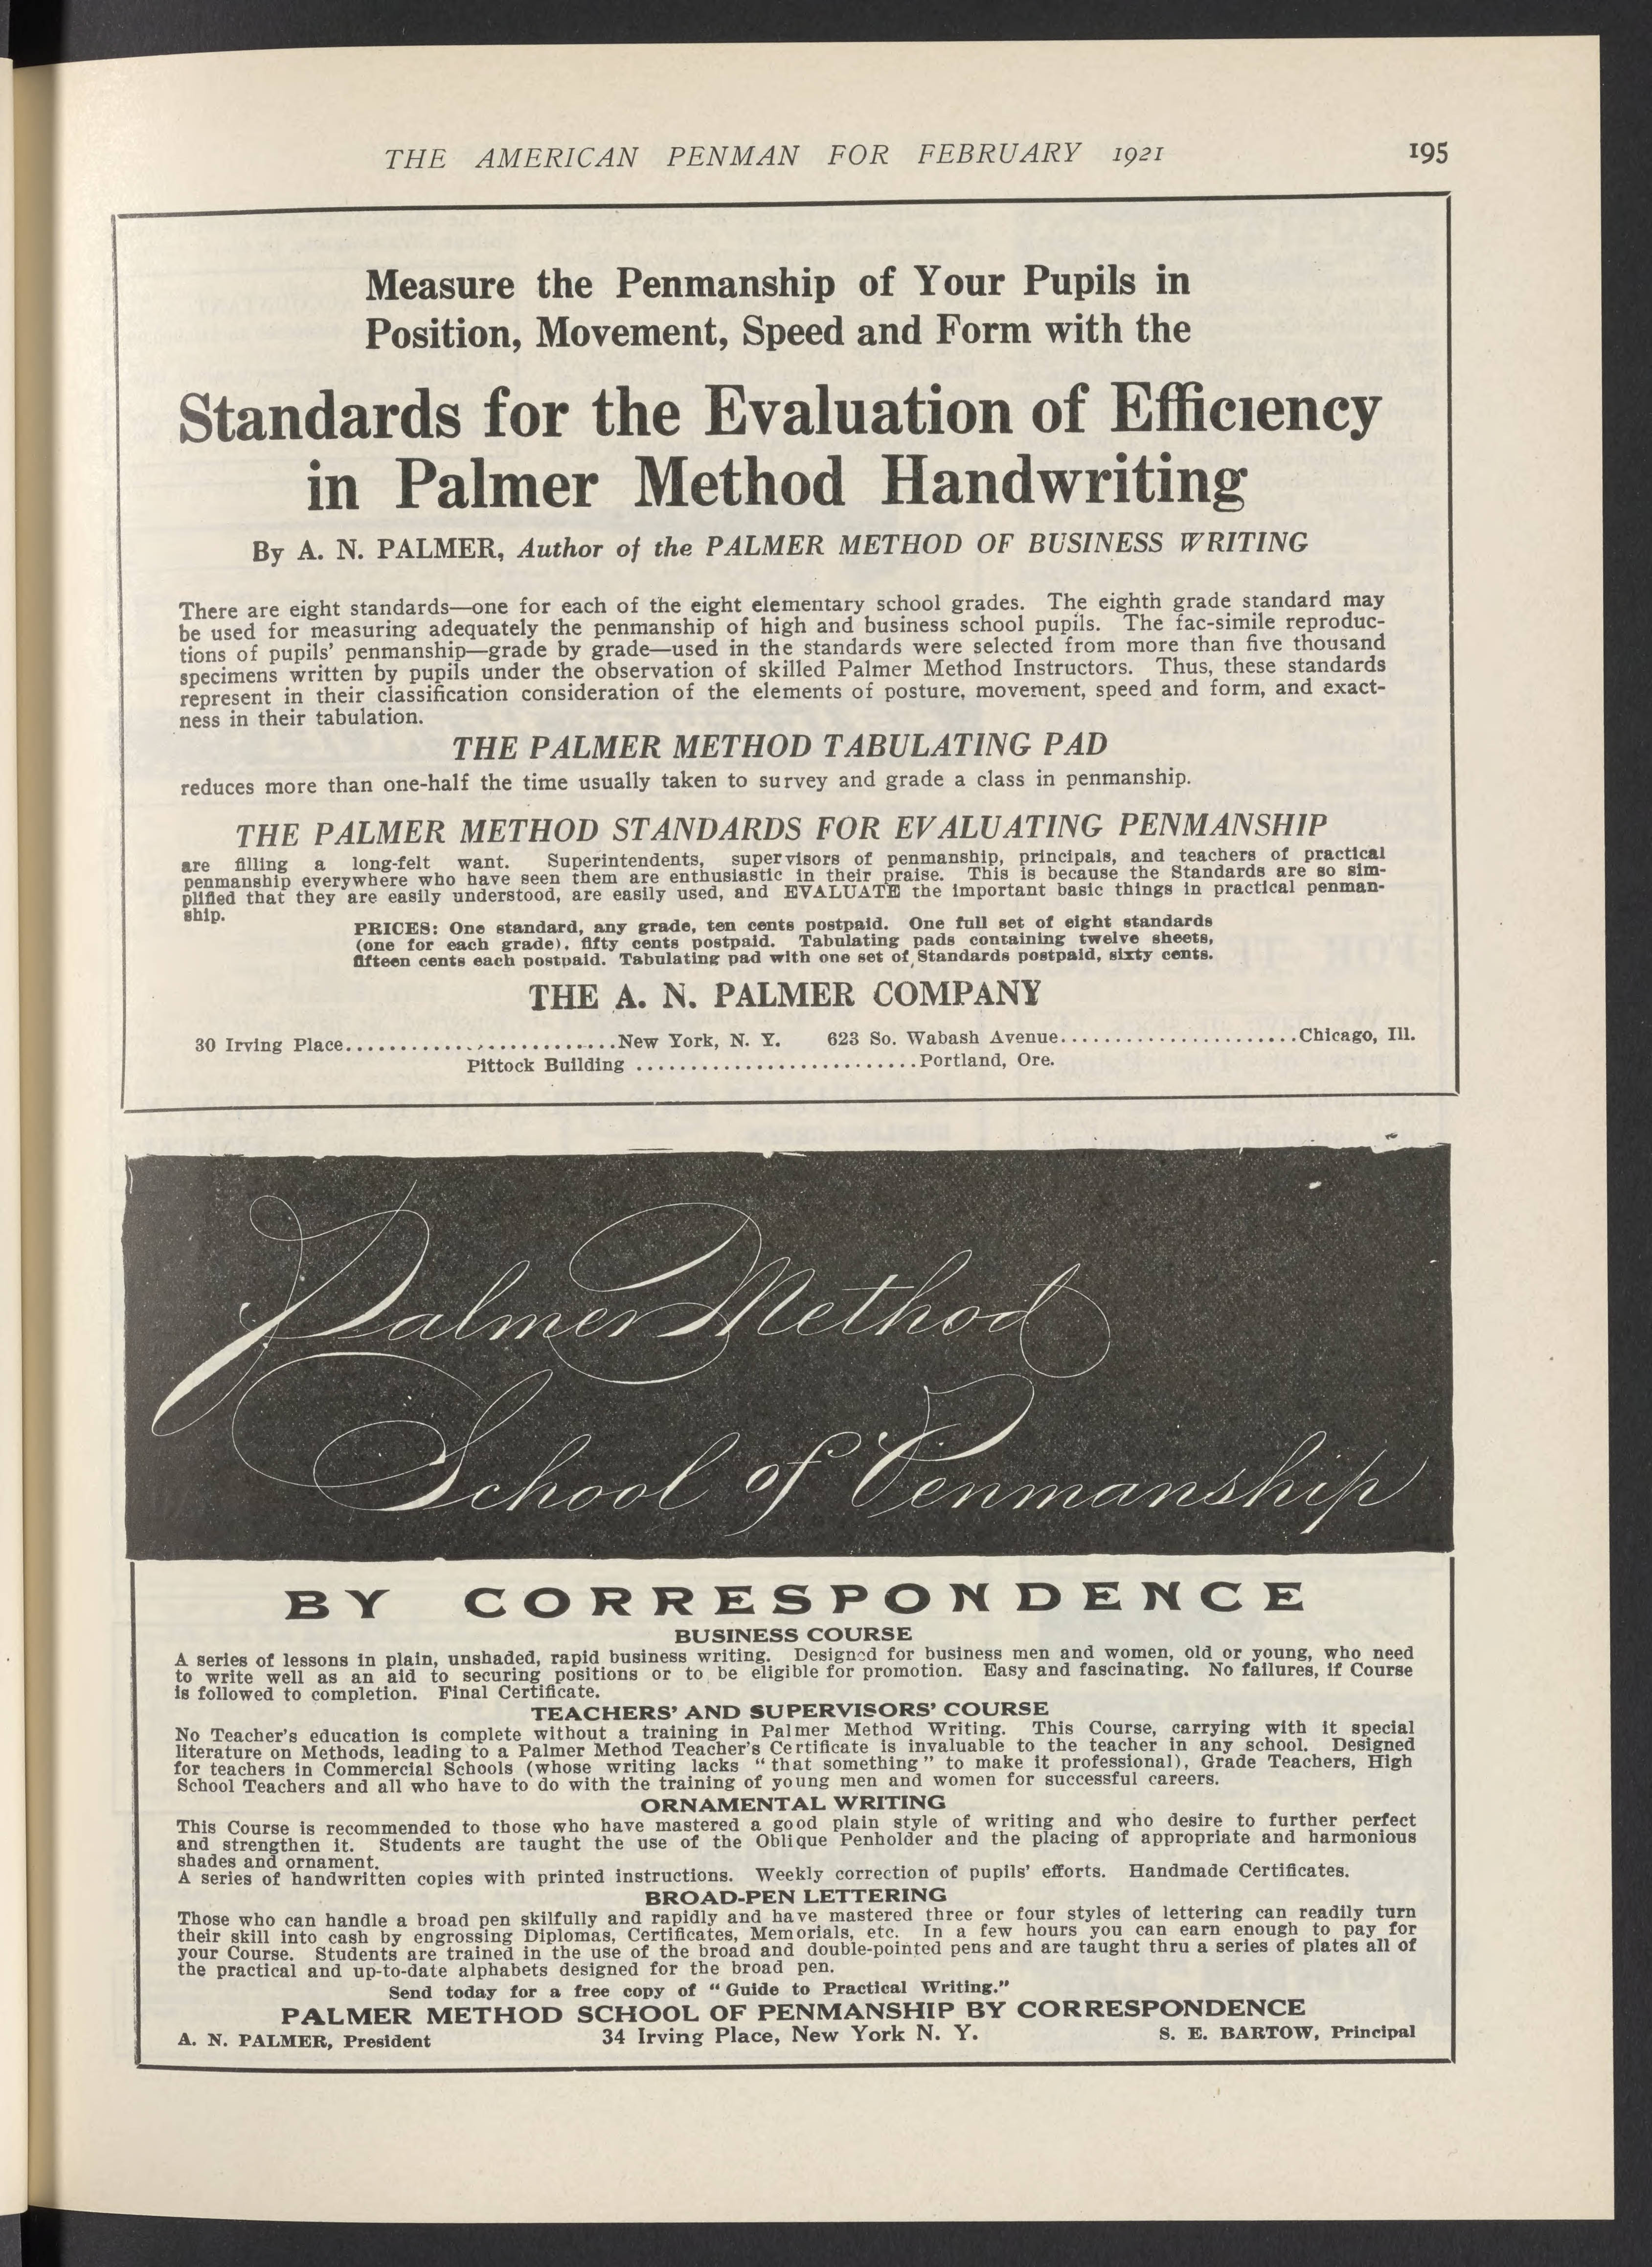 THE AMERICAN PENMAN FOR FEBRUARY 1921 195
Measure the Penmanship of Your Pupils in
Position, Movement, Speed and Form with the
Standards for the Evaluation of Efficiency
in Palmer Method Handwriting
By A. N. PALMER, Author of the PALMER METHOD OF BUSINESS WRITING
There are eight standards—one for each of the eight elementary school grades. The eighth grade standard may
be used for measuring adequately the penmanship of high and business school pupils. The fac-simile reproduc-
tions of pupils' penmanship—grade by grade—used in the standards were selected from more than five thousand
specimens written by pupils under the observation of skilled Palmer Method Instructors. Thus, these standards
represent in their classification consideration of the elements of posture, movement, speed and form, and exact-
ness in their tabulation.
THE PALMER METHOD TABULATING PAD
reduces more than one-half the time usually taken to survey and grade a class in penmanship.
THE PALMER METHOD STANDARDS FOR EVALUATING PENMANSHIP
are filling a long-felt want. Superintendents, supervisors of penmanship, principals, and teachers of practical
penmanship everywhere who have seen them are enthusiastic in their praise. This is because the Standards are so sim-
plified that they are easily understood, are easily used, and EVALUATE the important basic things in practical penman-
ship.
PRICES: One standard, any grade, ten cents postpaid. One full set of eight standards
(one for each grade), fifty cents postpaid. Tabulating pads containing twelve sheets,
fifteen cents each postpaid. Tabulating pad with one set of Standards postpaid, sixty cents.
THE A. N. PALMER COMPANY
30 Irving Place.........................New York, N. Y. 623 So. Wabash Avenue......................Chicago, Ill.
Pittock Building ..........................Portland, Ore.
Palmer Method
School of Penmanship
BY CORRESPONDENCE
BUSINESS COURSE
A series of lessons in plain, unshaded, rapid business writing. Designed for business men and women, old or young, who need
to write well as an aid to securing positions or to be eligible for promotion. Easy and fascinating. No failures, if Course
is followed to completion. Final Certificate.
TEACHERS' AND SUPERVISORS' COURSE
No Teacher's education is complete without a training in Palmer Method Writing. This Course, carrying with it special
literature on Methods, leading to a Palmer Method Teacher's Certificate is invaluable to the teacher in any school. Designed
for teachers in Commercial Schools (whose writing lacks "that something" to make it professional), Grade Teachers, High
School Teachers and all who have to do with the training of young men and women for successful careers.
ORNAMENTAL WRITING
This Course is recommended to those who have mastered a good plain style of writing and who desire to further perfect
and strengthen it. Students are taught the use of the Oblique Penholder and the placing of appropriate and harmonious
shades and ornament.
A series of handwritten copies with printed instructions. Weekly correction of pupils' efforts. Handmade Certificates.
BROAD-PEN LETTERING
Those who can handle a broad pen skilfully and rapidly and have mastered three or four styles of lettering can readily turn
their skill into cash by engrossing Diplomas, Certificates, Memorials, etc. In a few hours you can earn enough to pay for
your Course. Students are trained in the use of the broad and double-pointed pens and are taught thru a series of plates all of
the practical and up-to-date alphabets designed for the broad pen.
Send today for a free copy of "Guide to Practical Writing."
PALMER METHOD SCHOOL OF PENMANSHIP BY CORRESPONDENCE
A. N. PALMER, President 34 Irving Place, New York N. Y. S. E. BARTOW, Principal